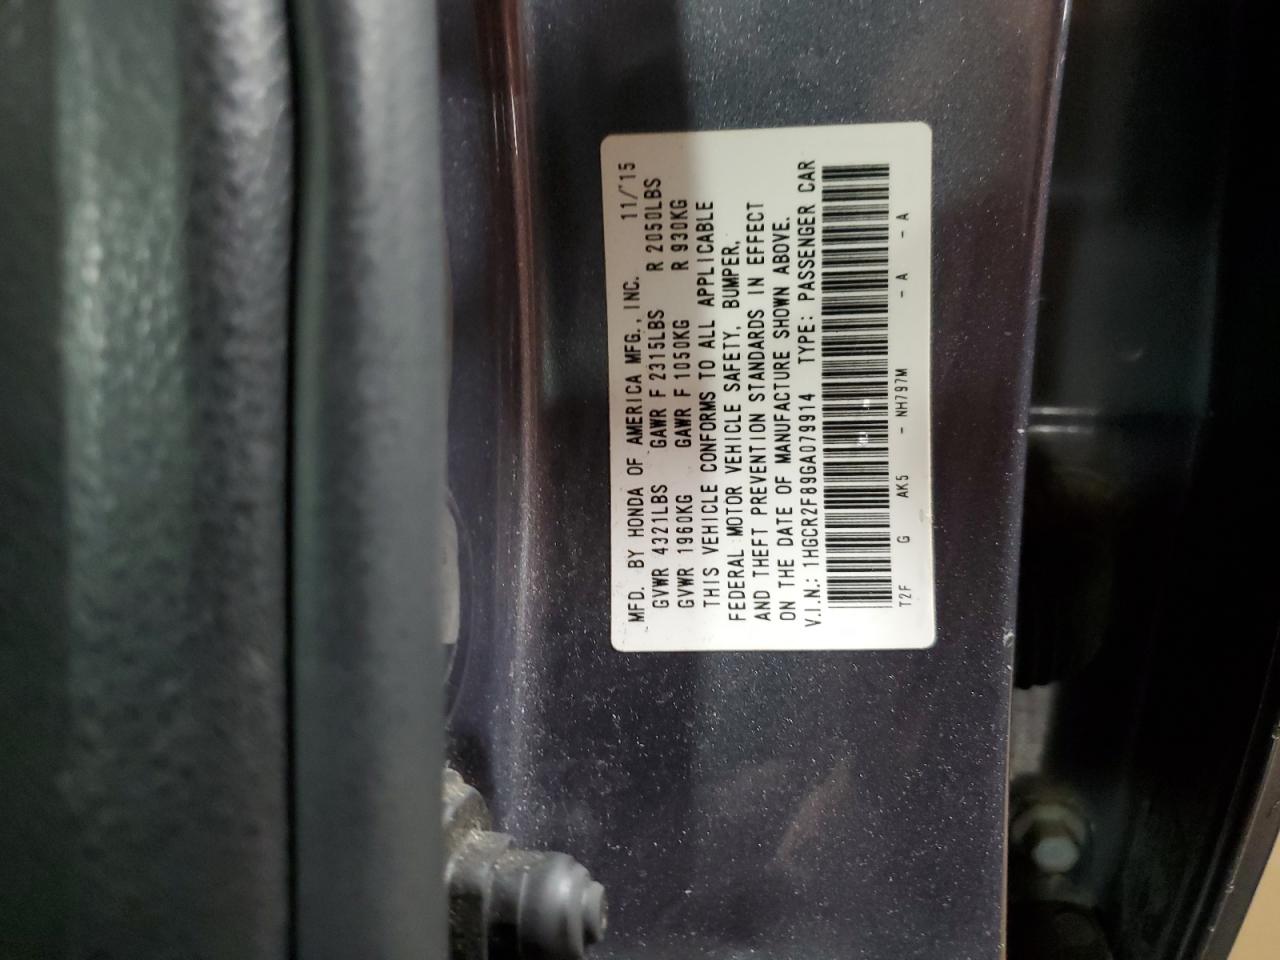 MFD. BY HONDA OF AMERICA MFG., INC. 11/'15
GVWR 4321LBS GAWR F 2315LBS R 2050LBS
GVWR 1960KG GAWR F 1050KG R 930KG
THIS VEHICLE CONFORMS TO ALL APPLICABLE
FEDERAL MOTOR VEHICLE SAFETY, BUMPER,
AND THEFT PREVENTION STANDARDS IN EFFECT
ON THE DATE OF MANUFACTURE SHOWN ABOVE.
V.I.N.: 1HGCR2F89GA079914 TYPE: PASSENGER CAR
T2F G AK5 - NH797M - A - A